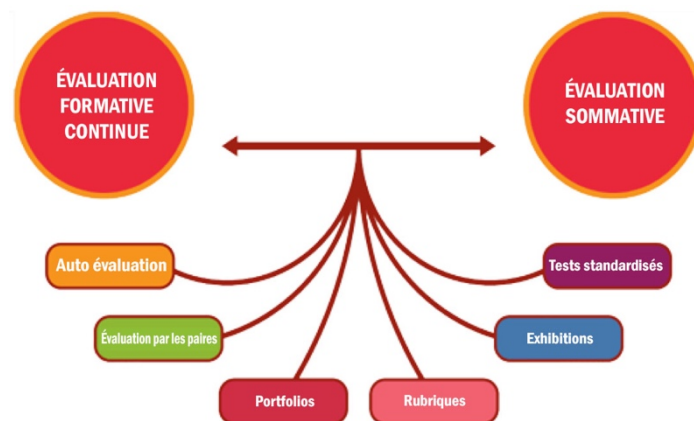 ÉVALUATION
FORMATIVE
CONTINUE
ÉVALUATION
SOMMATIVE
Auto évaluation
Tests standardisés
Évaluation par les paires
Exhibitions
Portfolios
Rubriques